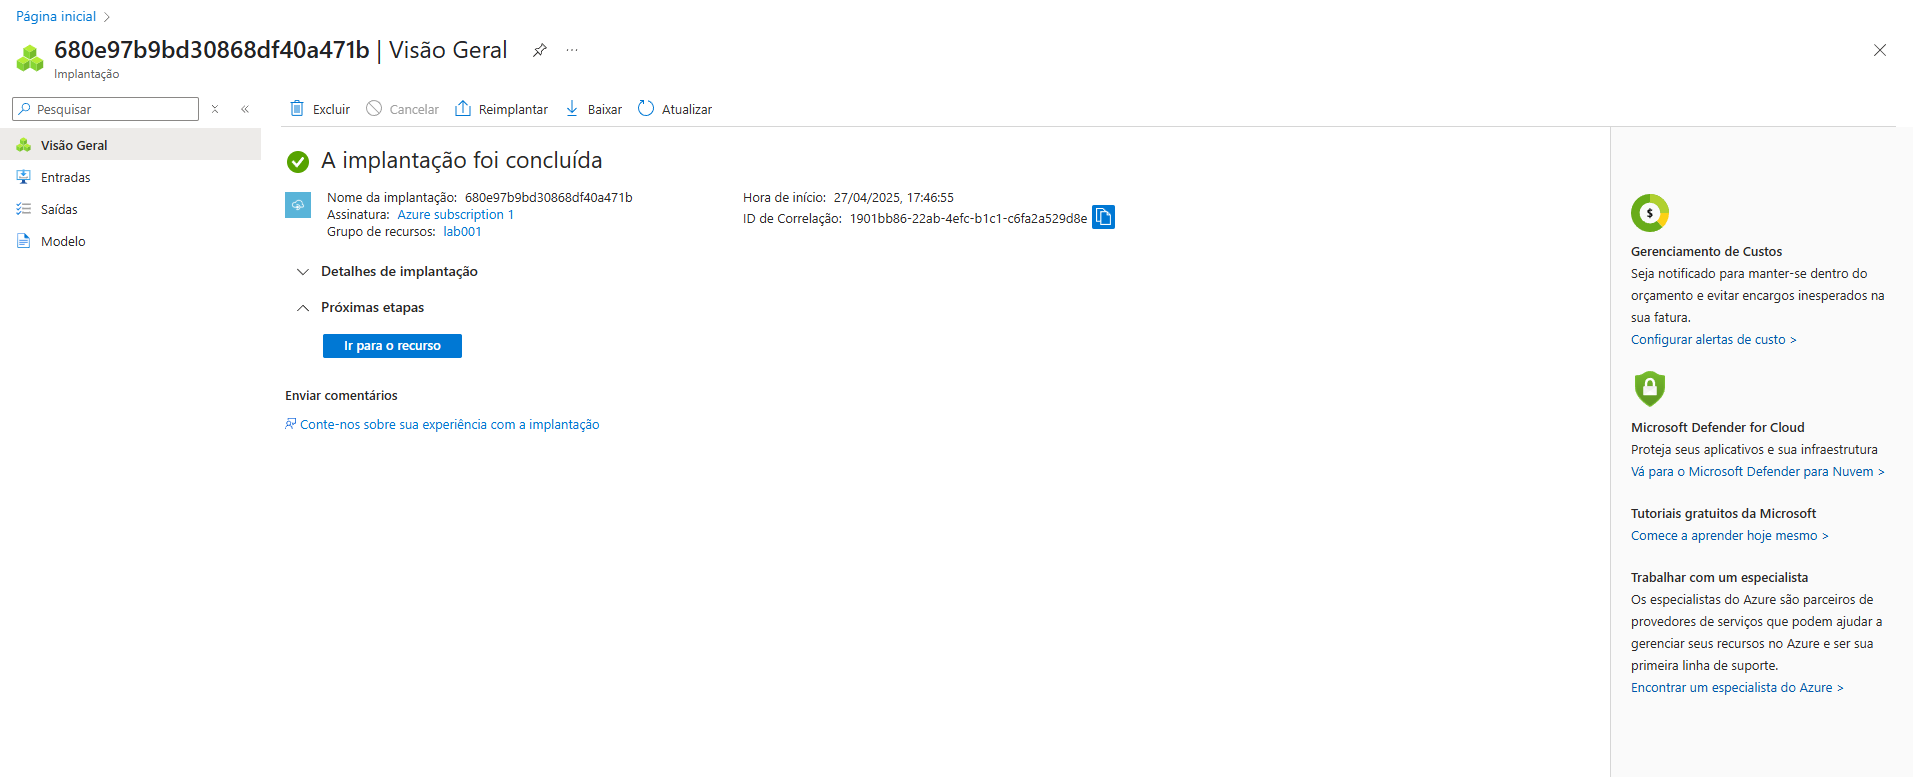 Página inicial
680e97b9bd30868df40a471b | Visão Geral
Implantação
Pesquisar
Visão Geral
Entradas
Saídas
Modelo
Excluir
Cancelar
Reimplantar
Baixar
Atualizar
A implantação foi concluída
Nome da implantação: 680e97b9bd30868df40a471b
Assinatura: Azure subscription 1
Grupo de recursos: lab001
Hora de início: 27/04/2025, 17:46:55
ID de Correlação: 1901bb86-22ab-4efc-b1c1-c6fa2a529d8e
Detalhes de implantação
Próximas etapas
Ir para o recurso
Enviar comentários
Conte-nos sobre sua experiência com a implantação
$
Gerenciamento de Custos
Seja notificado para manter-se dentro do
orçamento e evitar encargos inesperados na
sua fatura.
Configurar alertas de custo >
Microsoft Defender for Cloud
Proteja seus aplicativos e sua infraestrutura
Vá para o Microsoft Defender para Nuvem >
Tutoriais gratuitos da Microsoft
Comece a aprender hoje mesmo >
Trabalhar com um especialista
Os especialistas do Azure são parceiros de
provedores de serviços que podem ajudar a
gerenciar seus recursos no Azure e ser sua
primeira linha de suporte.
Encontrar um especialista do Azure >